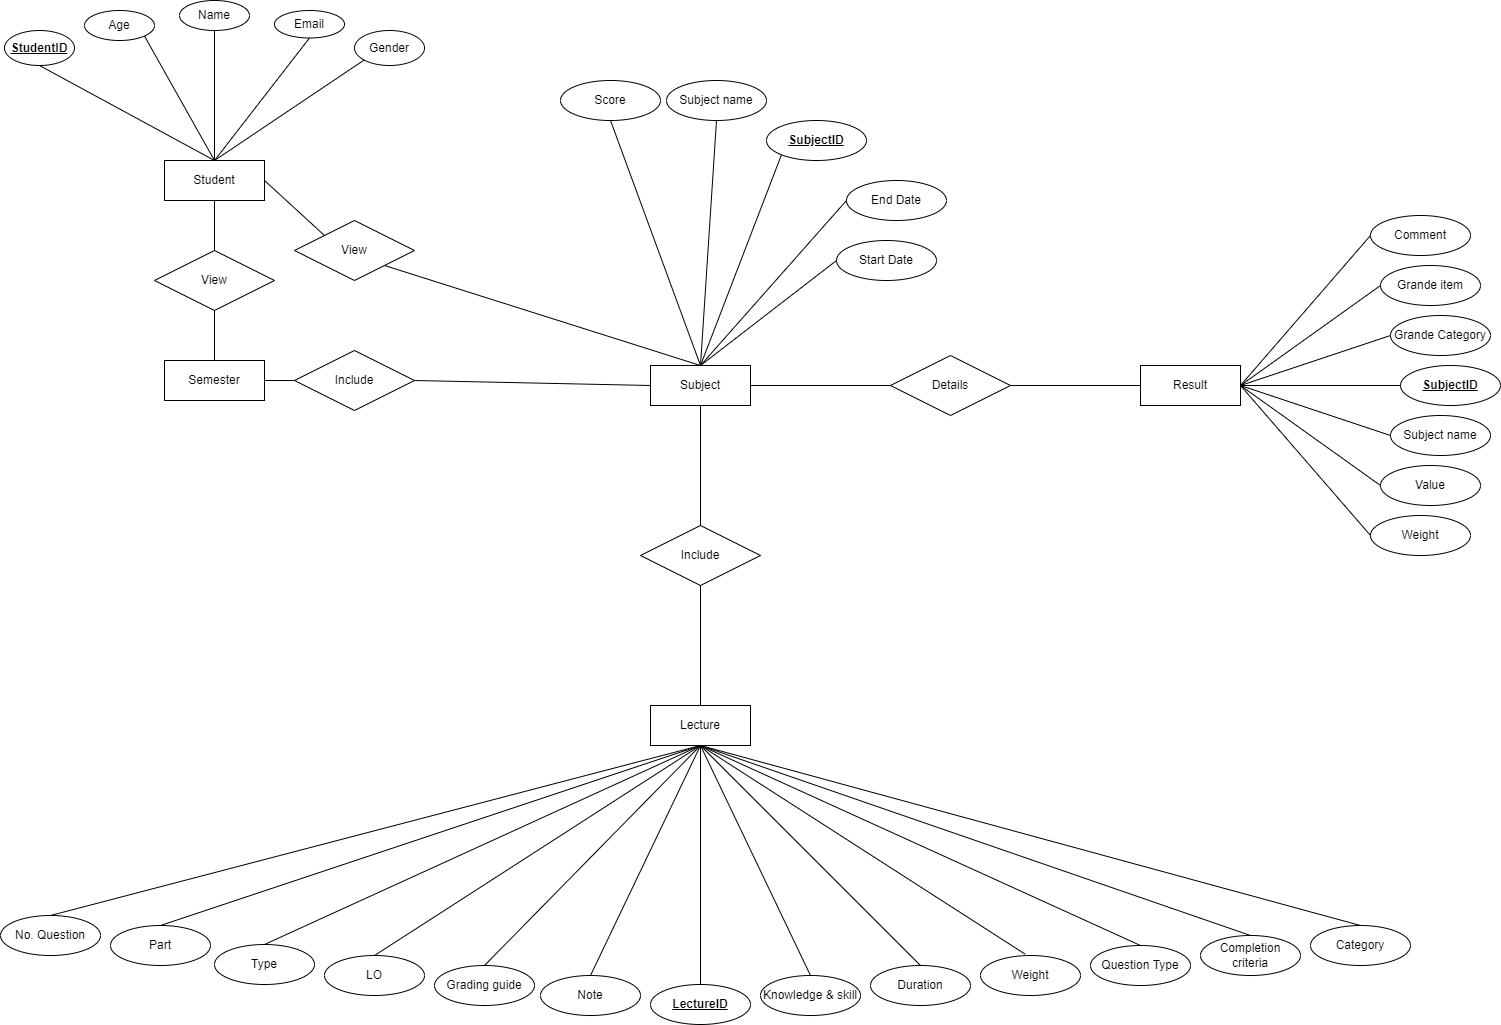 Name
Age
Email
StudentID
Gender
Score
Subject name
SubjectID
Student
End Date
Comment
View
Start Date
View
Grande item
Grande Category
Semester
Include
Subject
Details
Result
SubjectID
Subject name
Value
Weight
Include
Lecture
No. Question
Part
Type
LO
Grading guide
Note
LectureID
Knowledge & skill
Duration
Weight
Question Type
Completion
criteria
Category